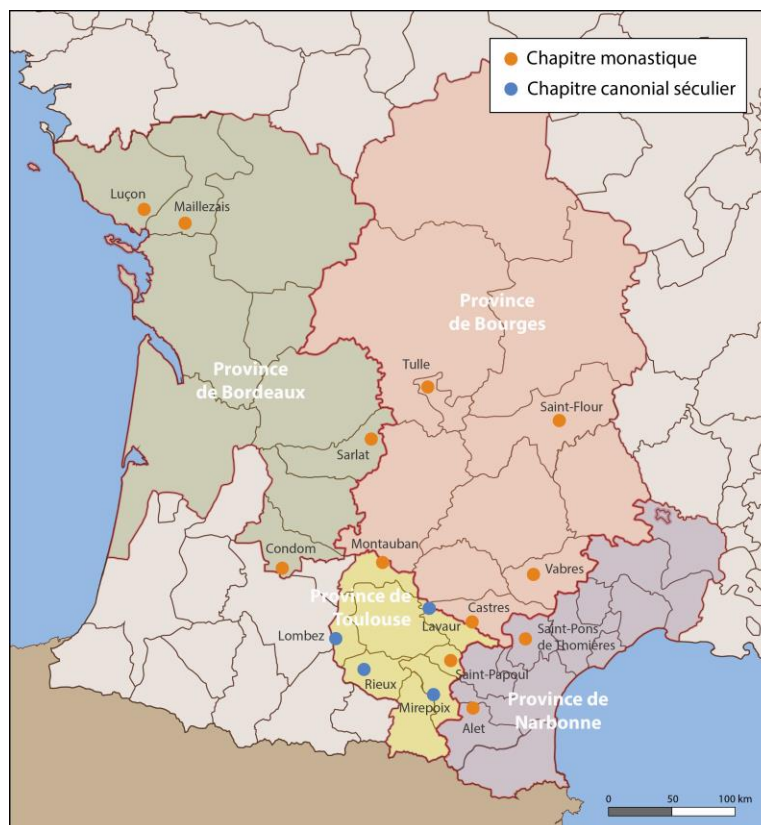 Chapitre monastique
Chapitre canonial séculier
Luçon
Maillezais
Province
de Bourges
Province
de Bordeaux
Tulle
Saint-Flour
Sarlat
Condom
Montauban
Vabres
Province de
Toulouse
Castres
Lavaur
Lombez
Saint-Pons
de Thomières
Saint-Papoul
Rieux
Mirepoix
Province de
Narbonne
Alet
0 50 100 km